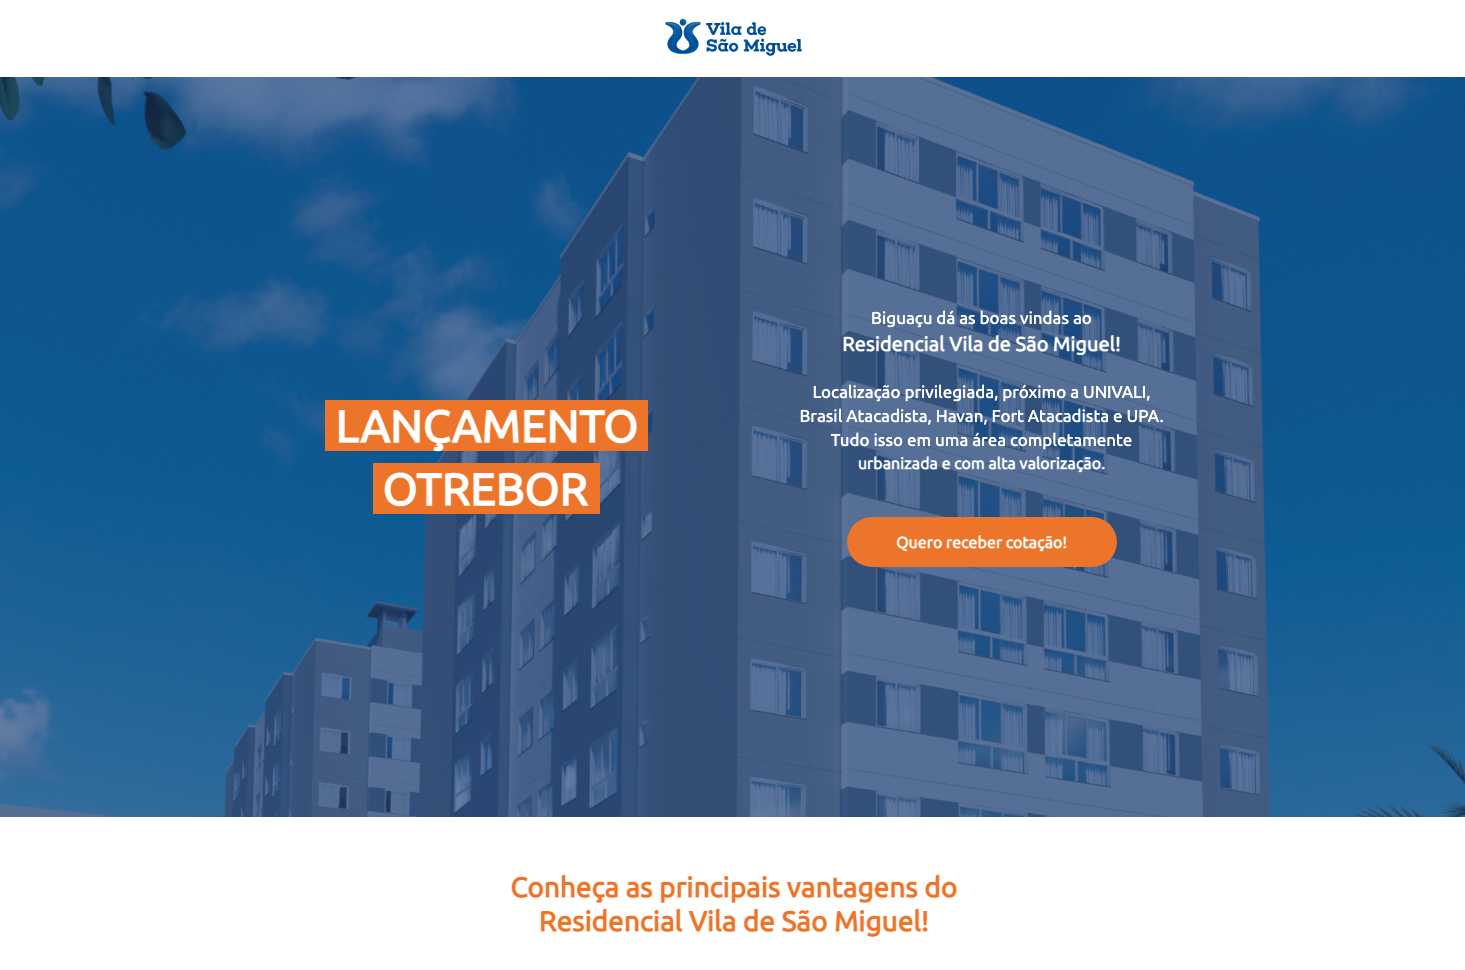 Vila de
São Miguel
LANÇAMENTO
OTREBOR
Biguaçu dá as boas vindas ao
Residencial Vila de São Miguel!
Localização privilegiada, próximo a UNIVALI,
Brasil Atacadista, Havan, Fort Atacadista e UPA.
Tudo isso em uma área completamente
urbanizada e com alta valorização.
Quero receber cotação!
Conheça as principais vantagens do
Residencial Vila de São Miguel!